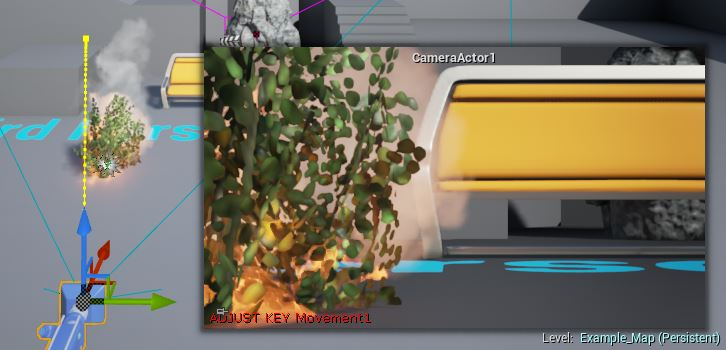 CameraActor1
ADJUST KEY Movement1
Level: Example_Map (Persistent)